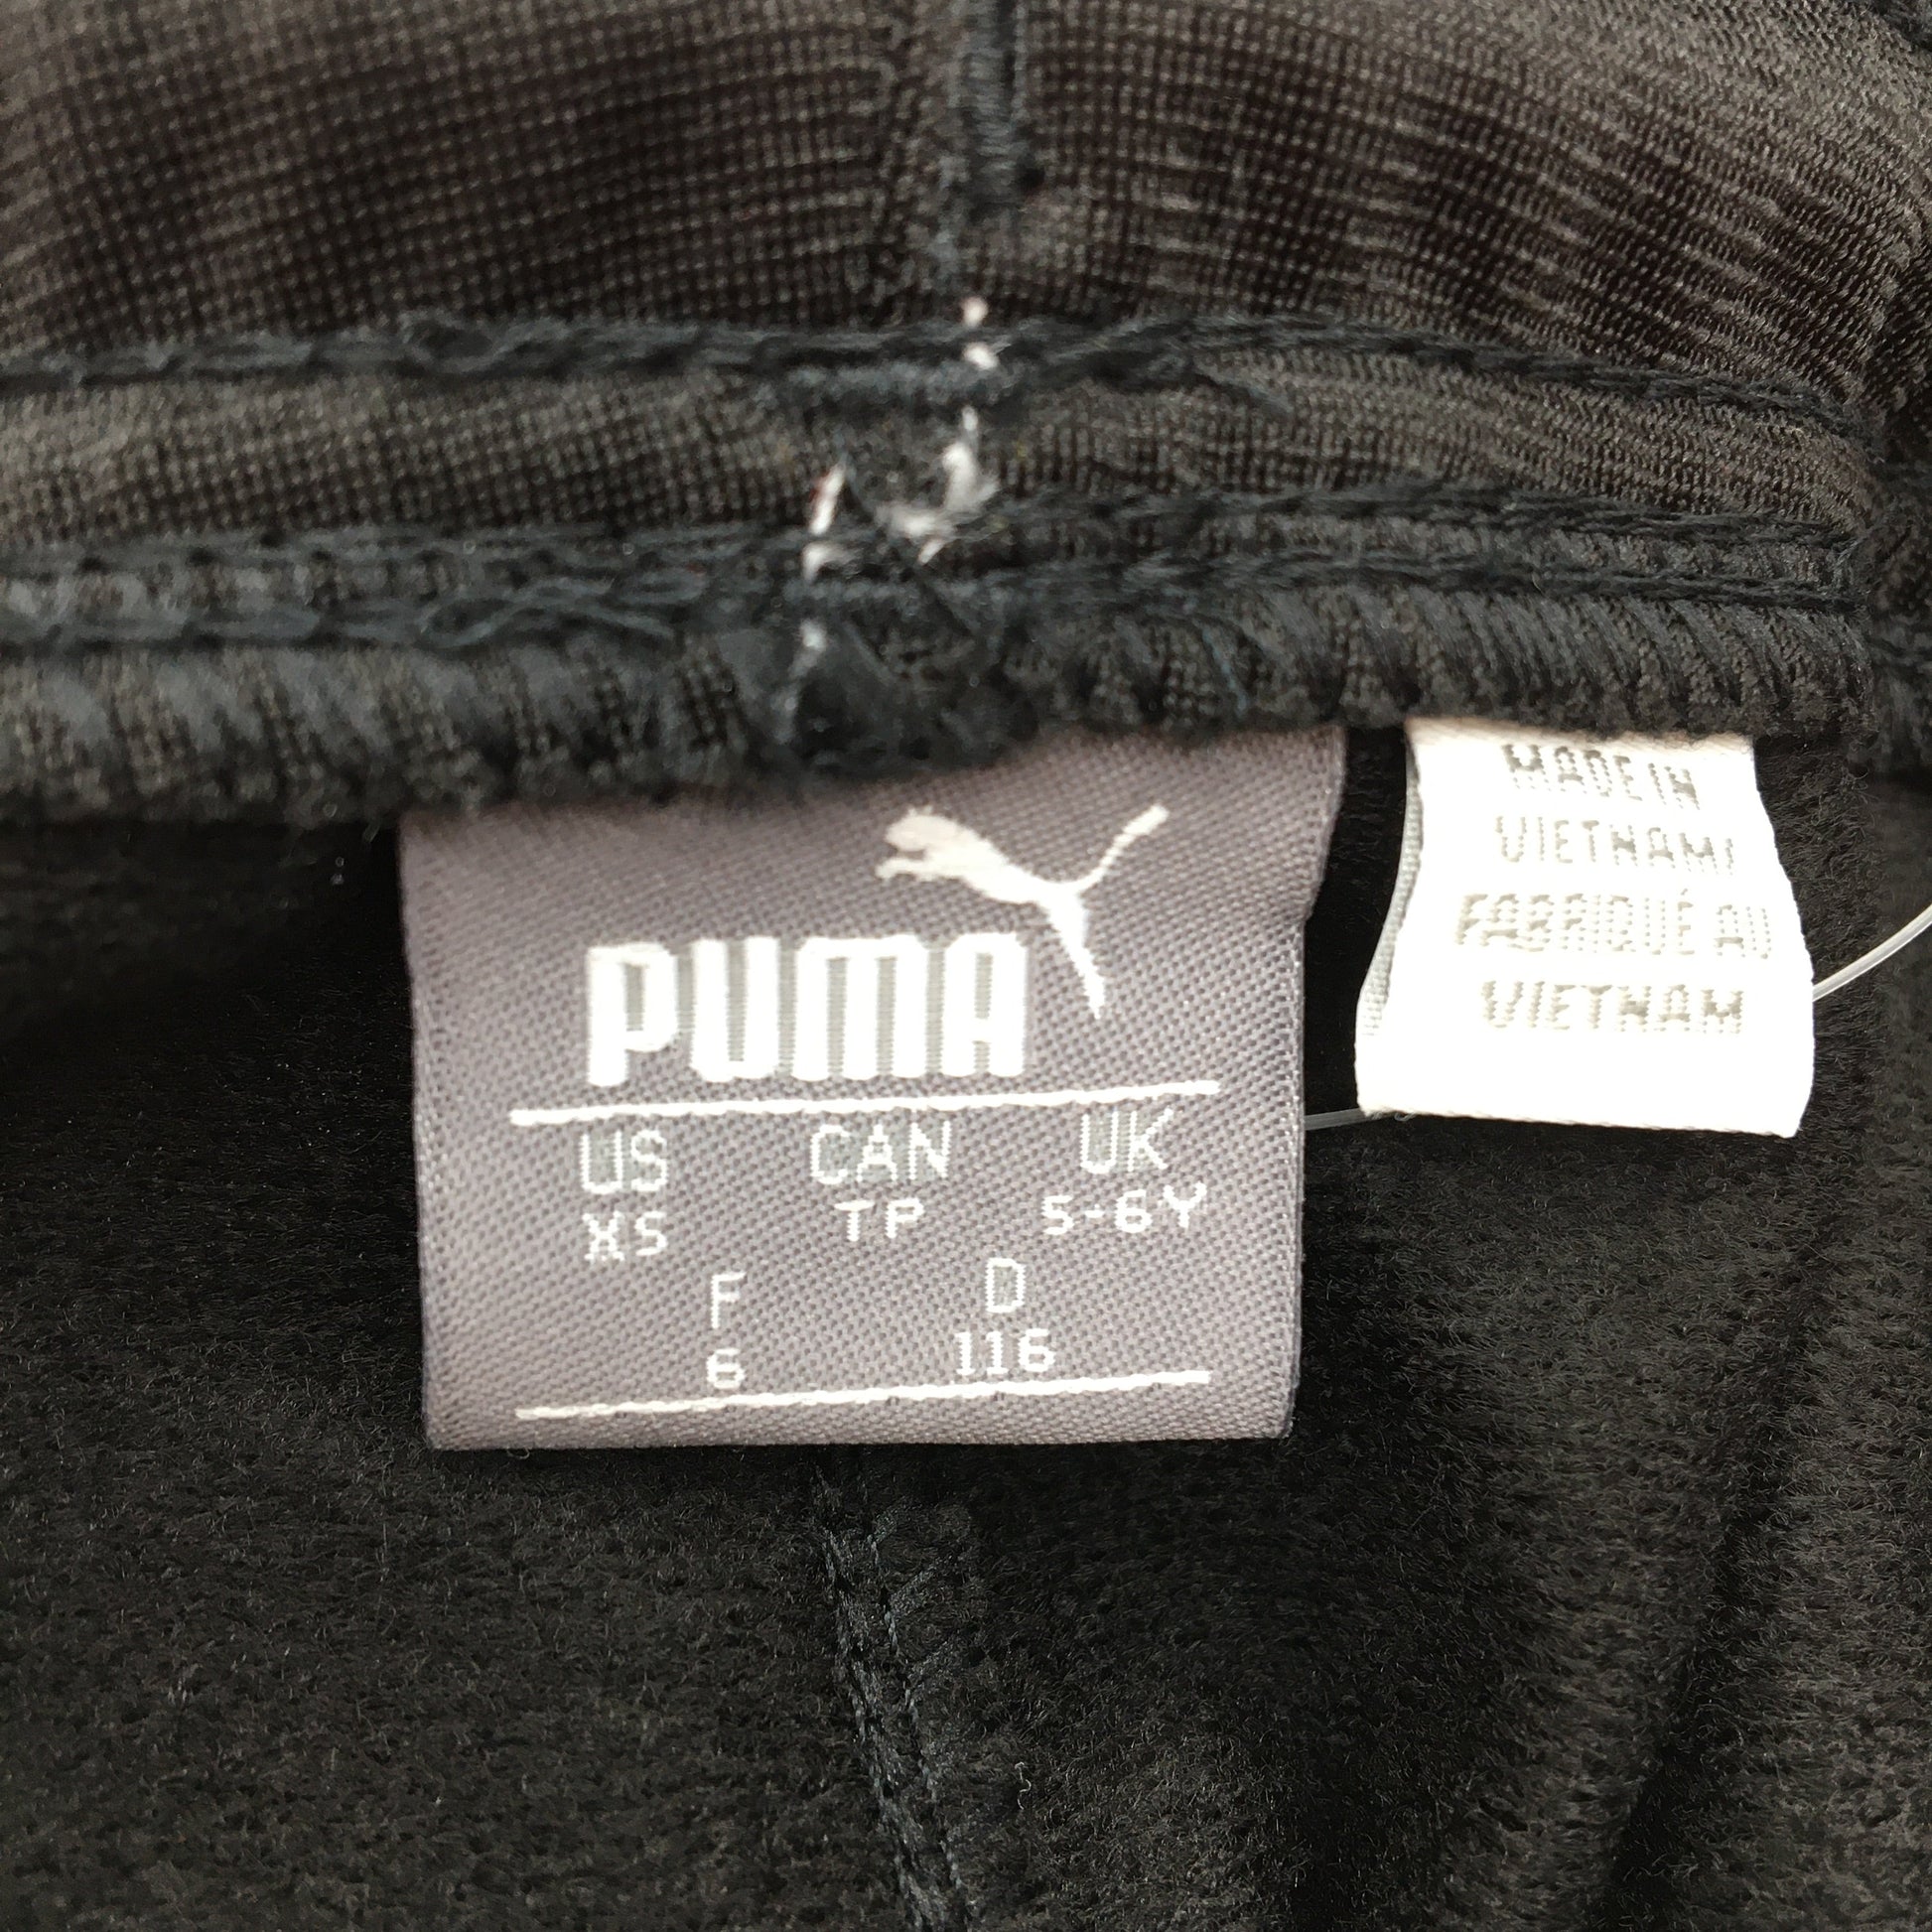 PUMA
US CAN UK
XS TP 5-6Y
F D
6 116
MADE IN
VIETNAM/
FABRIQUÉ AU
VIETNAM